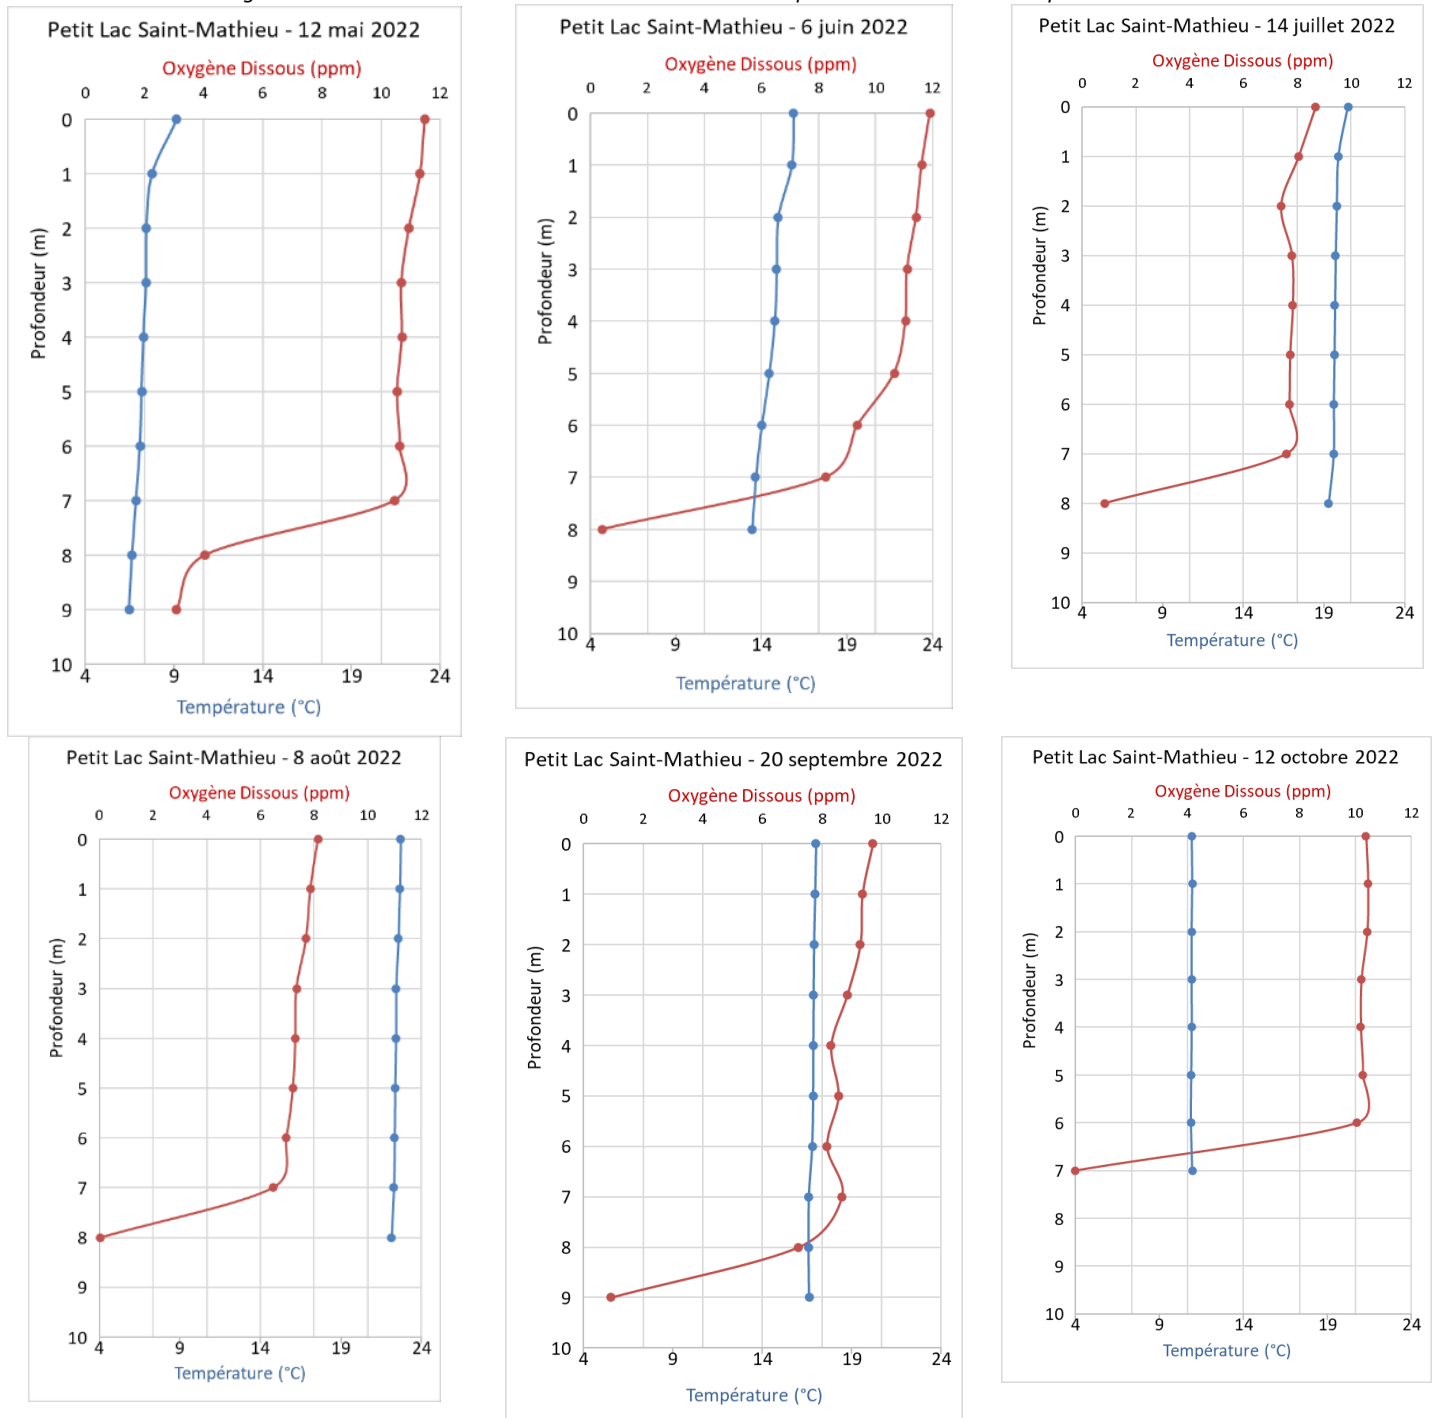 Petit Lac Saint-Mathieu - 12 mai 2022
Oxygène Dissous (ppm)
0 2 4 6 8 10 12
0
1
2
3
4
5
6
7
8
9
10
Profondeur (m)
4 9 14 19 24
Température (°C)
Petit Lac Saint-Mathieu - 6 juin 2022
Oxygène Dissous (ppm)
0 2 4 6 8 10 12
0
1
2
3
4
5
6
7
8
9
10
Profondeur (m)
4 9 14 19 24
Température (°C)
Petit Lac Saint-Mathieu - 14 juillet 2022
Oxygène Dissous (ppm)
0 2 4 6 8 10 12
0
1
2
3
4
5
6
7
8
9
10
Profondeur (m)
4 9 14 19 24
Température (°C)
Petit Lac Saint-Mathieu - 8 août 2022
Oxygène Dissous (ppm)
0 2 4 6 8 10 12
0
1
2
3
4
5
6
7
8
9
10
Profondeur (m)
4 9 14 19 24
Température (°C)
Petit Lac Saint-Mathieu - 20 septembre 2022
Oxygène Dissous (ppm)
0 2 4 6 8 10 12
0
1
2
3
4
5
6
7
8
9
10
Profondeur (m)
4 9 14 19 24
Température (°C)
Petit Lac Saint-Mathieu - 12 octobre 2022
Oxygène Dissous (ppm)
0 2 4 6 8 10 12
0
1
2
3
4
5
6
7
8
9
10
Profondeur (m)
4 9 14 19 24
Température (°C)